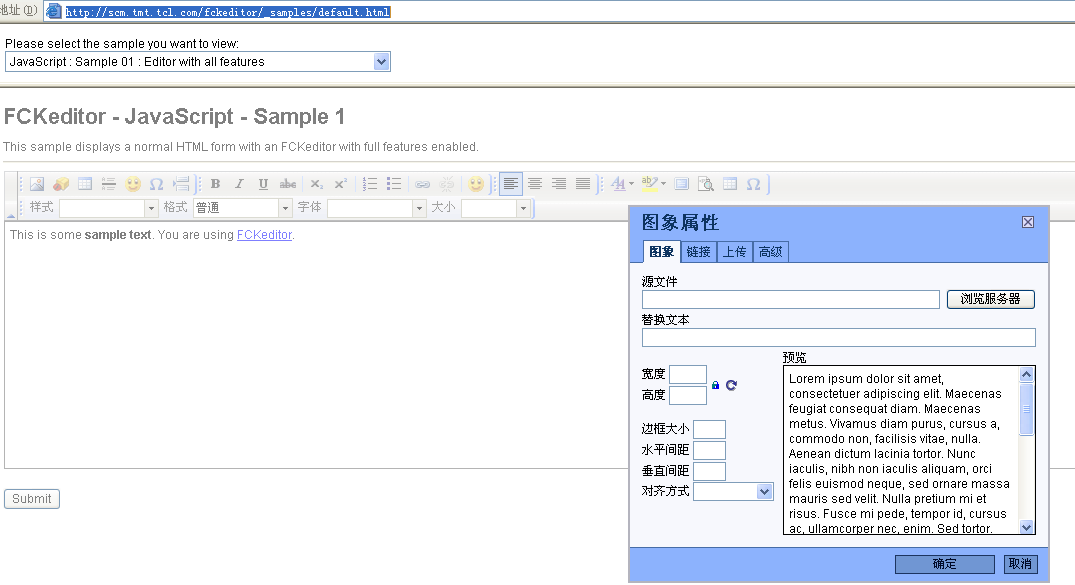 地址(D) http://scm.tmt.tcl.com/fckeditor/_samples/default.html
Please select the sample you want to view:
JavaScript : Sample 01 : Editor with all features
FCKeditor - JavaScript - Sample 1
This sample displays a normal HTML form with an FCKeditor with full features enabled.
B I U abc X₂ X² A ab
样式 格式 普通 字体 大小
This is some sample text. You are using FCKeditor.
Submit
图象属性
图象 链接 上传 高级
源文件
浏览服务器
替换文本
宽度
高度
边框大小
水平间距
垂直间距
对齐方式
预览
Lorem ipsum dolor sit amet,
consectetuer adipiscing elit. Maecenas
feugiat consequat diam. Maecenas
metus. Vivamus diam purus, cursus a,
commodo non, facilisis vitae, nulla.
Aenean dictum lacinia tortor. Nunc
iaculis, nibh non iaculis aliquam, orci
felis euismod neque, sed ornare massa
mauris sed velit. Nulla pretium mi et
risus. Fusce mi pede, tempor id, cursus
ac, ullamcorper nec, enim. Sed tortor.
确定 取消